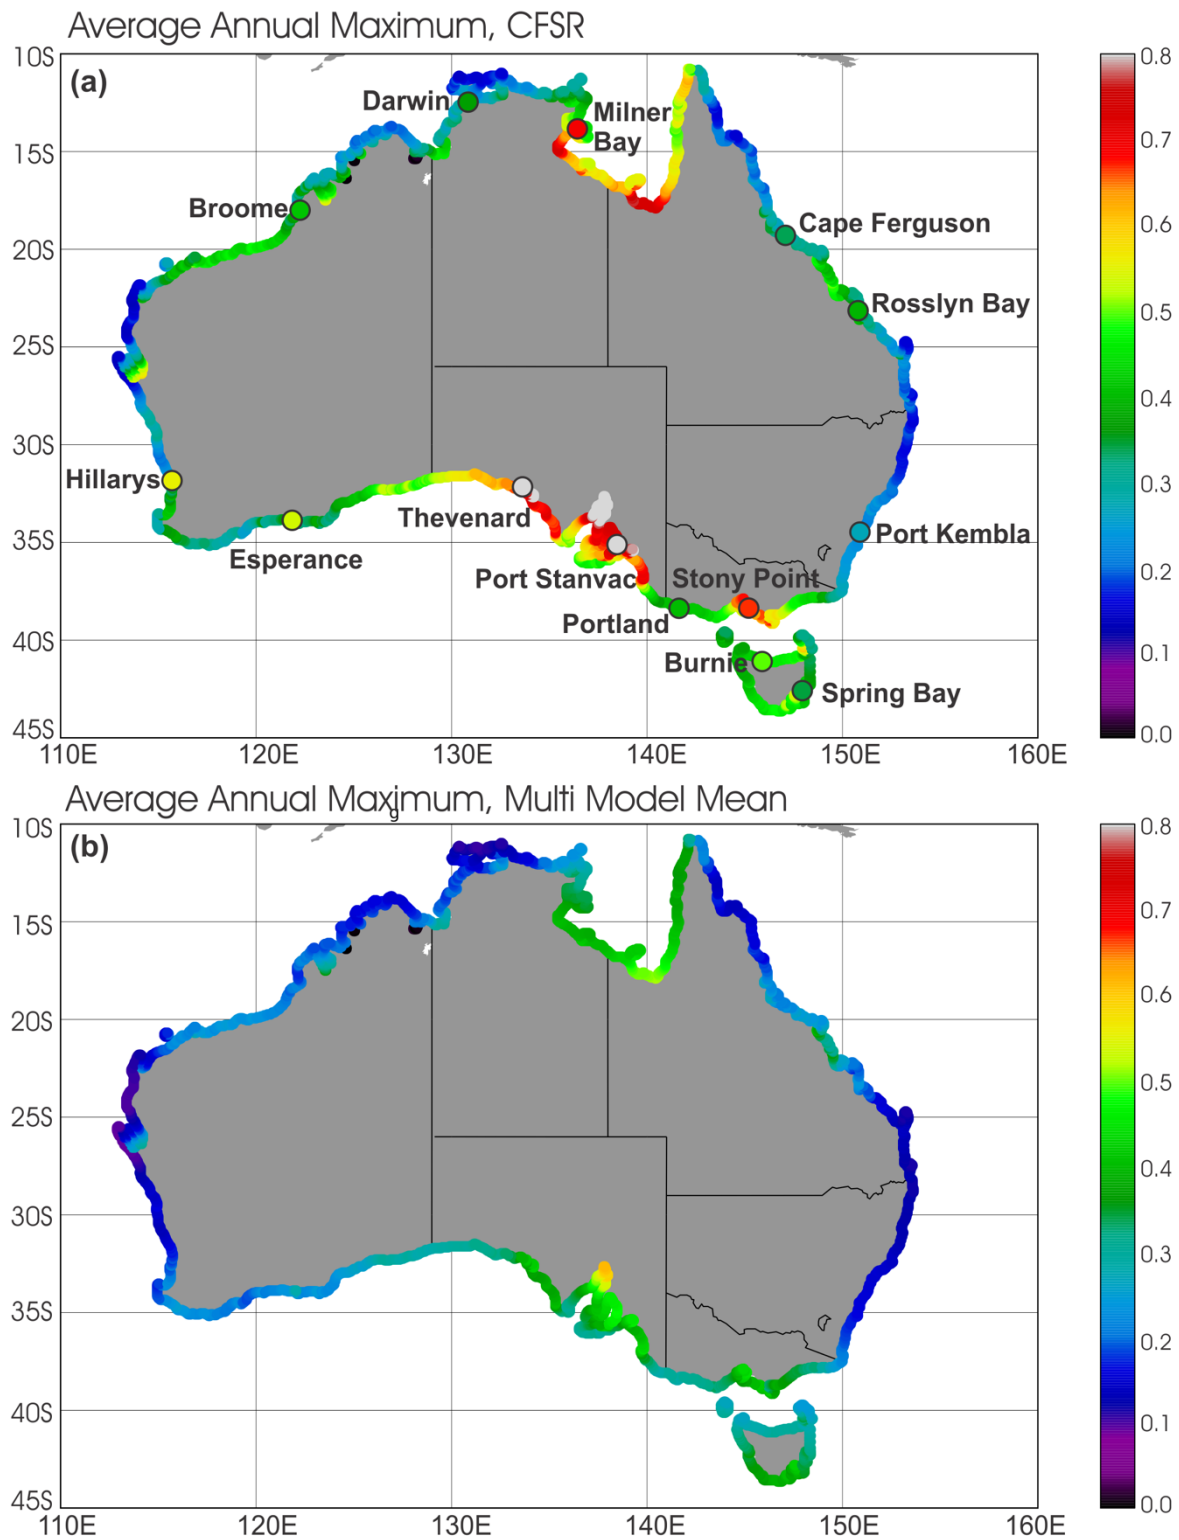 Average Annual Maximum, CFSR
10S
(a)
0.8
Darwin
Milner
Bay
15S
0.7
Broome
Cape Ferguson
0.6
20S
Rosslyn Bay
0.5
25S
0.4
30S
Hillarys
0.3
Thevenard
Port Kembla
35S
Esperance
Port Stanvac
Stony Point
0.2
Portland
40S
Burnie
0.1
Spring Bay
45S
0.0
110E 120E 130E 140E 150E 160E
Average Annual Maximum, Multi Model Mean
g
10S
(b)
0.8
15S
0.7
0.6
20S
0.5
25S
0.4
30S
0.3
35S
0.2
40S
0.1
45S
0.0
110E 120E 130E 140E 150E 160E